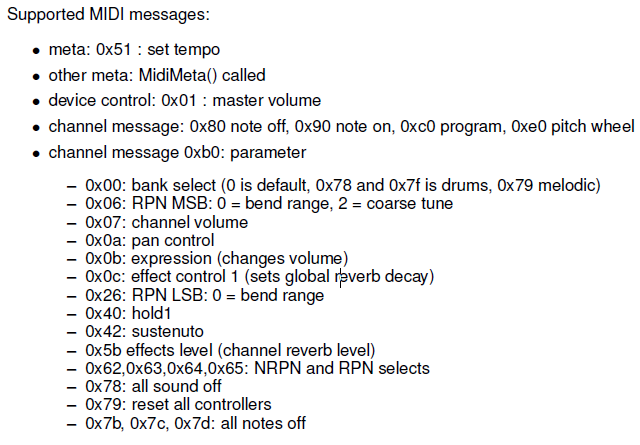 Supported MIDI messages:
• meta: 0x51 : set tempo
• other meta: MidiMeta() called
• device control: 0x01 : master volume
• channel message: 0x80 note off, 0x90 note on, 0xc0 program, 0xe0 pitch wheel
• channel message 0xb0: parameter
– 0x00: bank select (0 is default, 0x78 and 0x7f is drums, 0x79 melodic)
– 0x06: RPN MSB: 0 = bend range, 2 = coarse tune
– 0x07: channel volume
– 0x0a: pan control
– 0x0b: expression (changes volume)
– 0x0c: effect control 1 (sets global reverb decay)
– 0x26: RPN LSB: 0 = bend range
– 0x40: hold1
– 0x42: sustenuto
– 0x5b effects level (channel reverb level)
– 0x62,0x63,0x64,0x65: NRPN and RPN selects
– 0x78: all sound off
– 0x79: reset all controllers
– 0x7b, 0x7c, 0x7d: all notes off